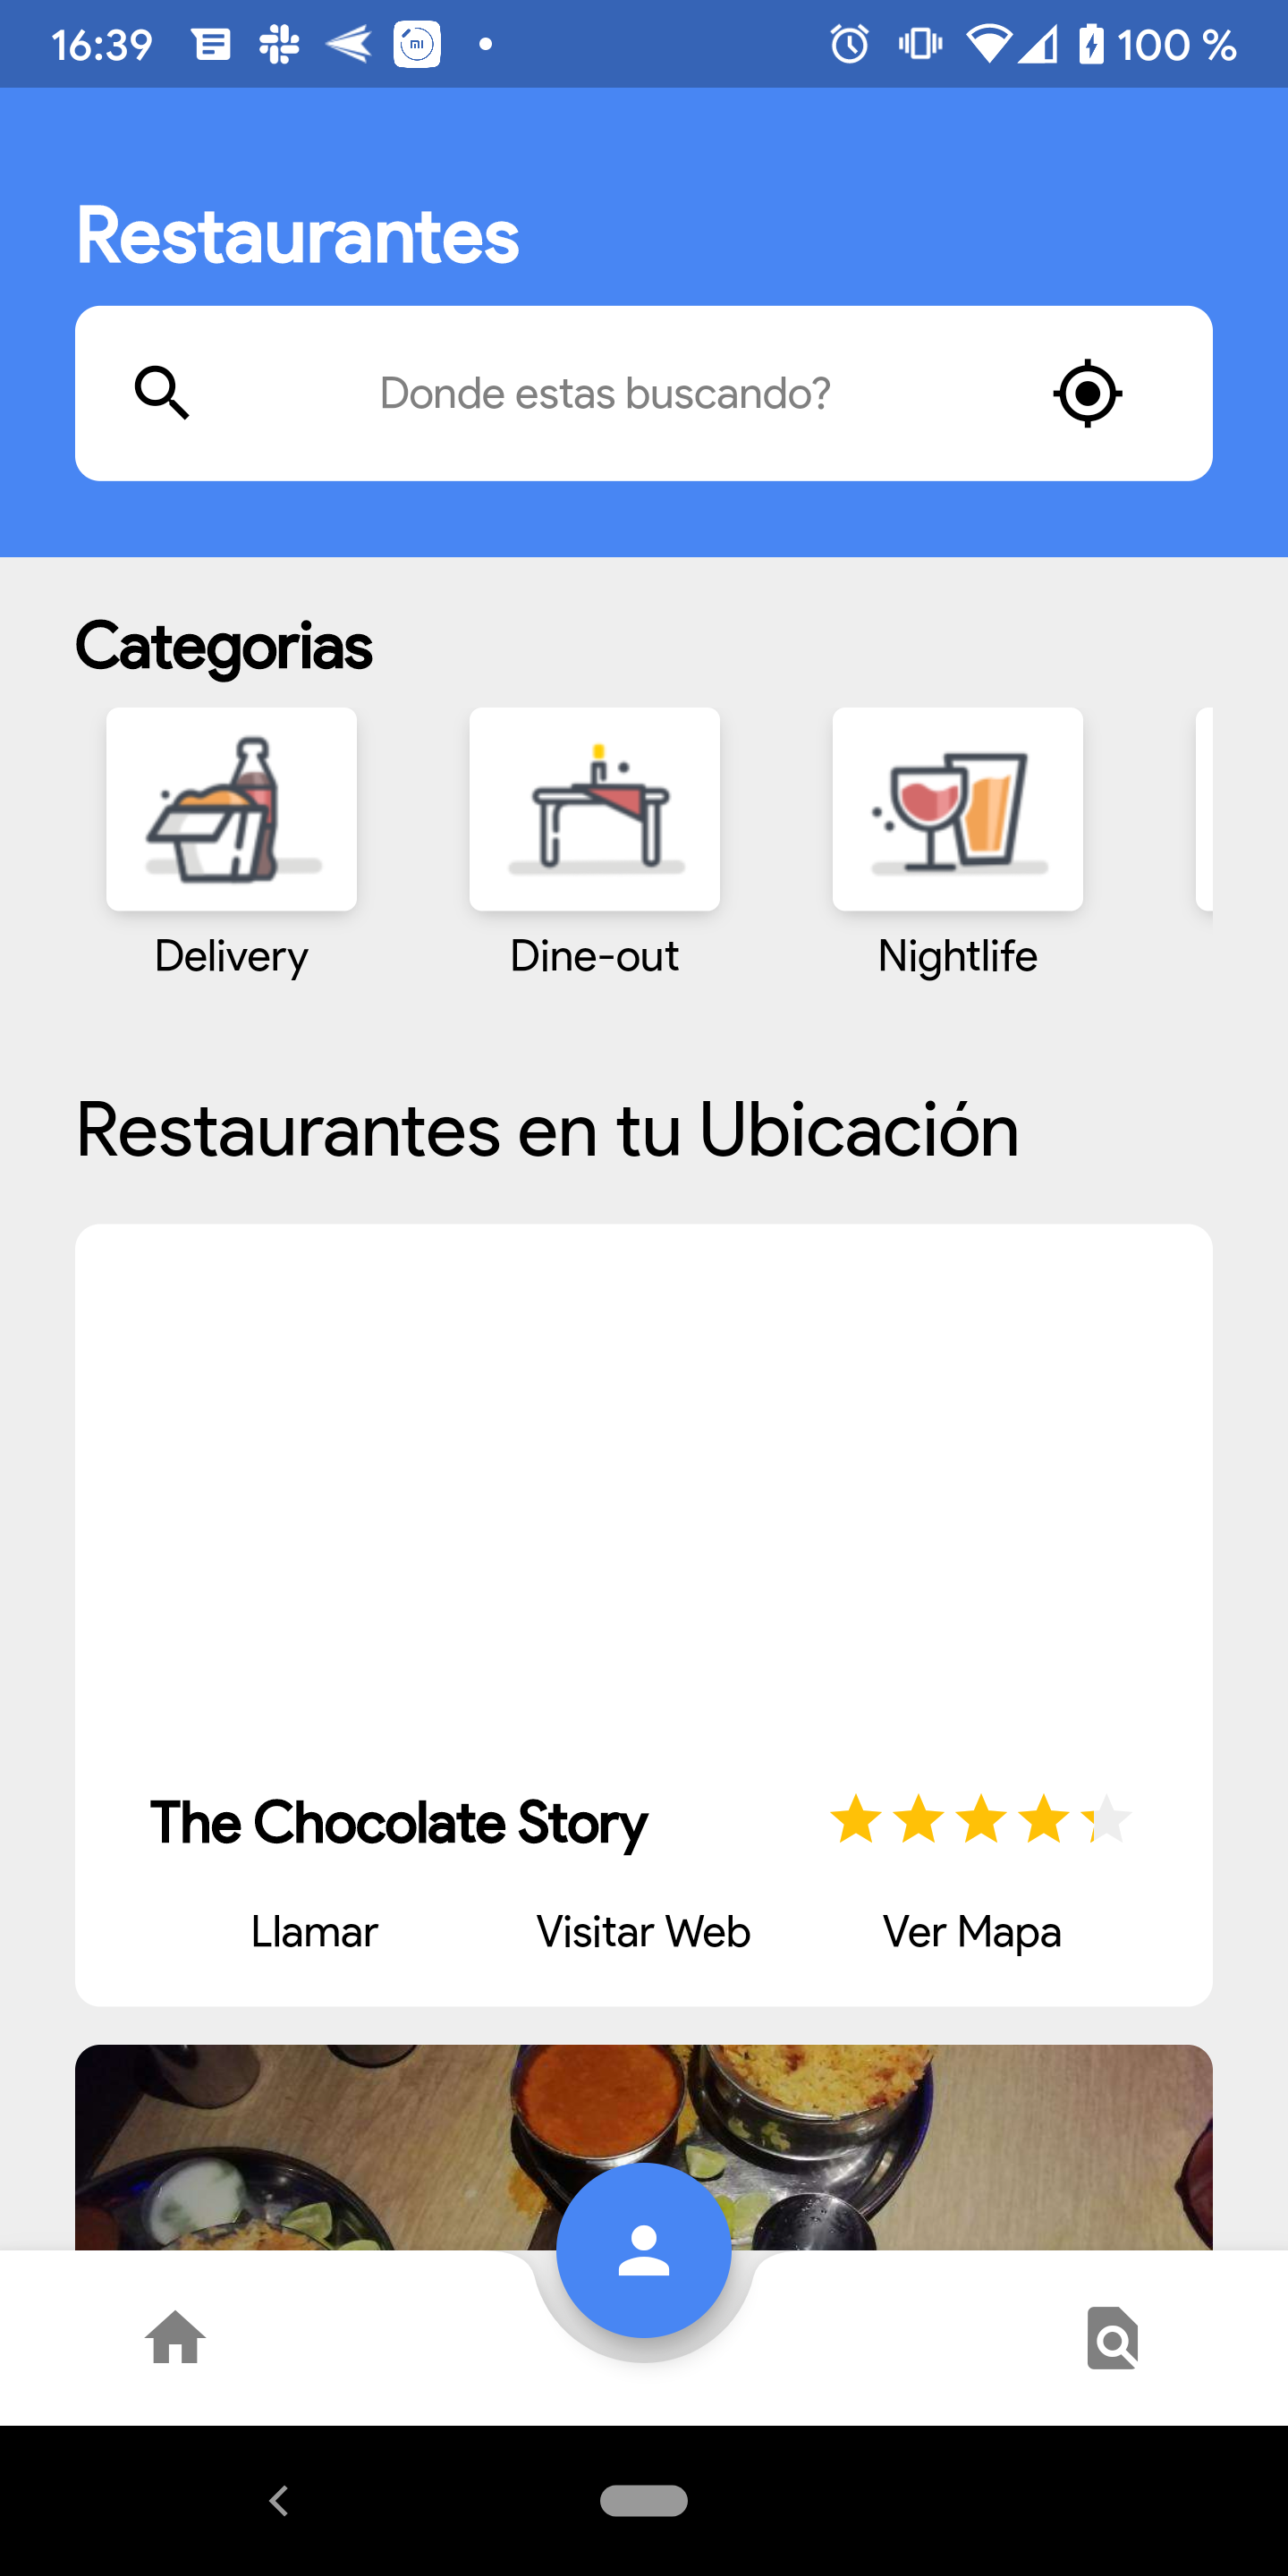 16:39 100 %
Restaurantes
Donde estas buscando?
Categorias
Delivery Dine-out Nightlife
Restaurantes en tu Ubicación
The Chocolate Story
Llamar Visitar Web Ver Mapa